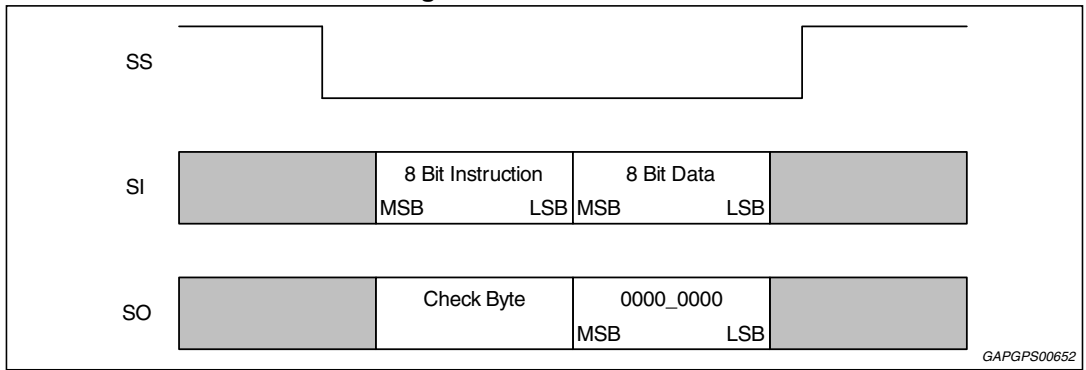 SS
SI
8 Bit Instruction
8 Bit Data
MSB
LSB
MSB
LSB
SO
Check Byte
0000_0000
MSB
LSB
GAPGPS00652